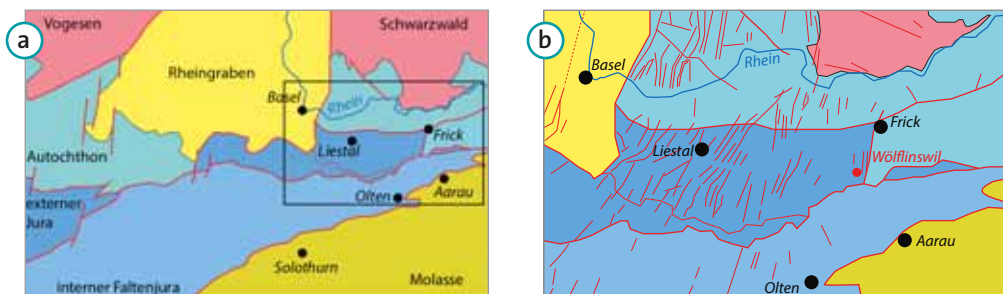 a
Vogesen
Schwarzwald
Rheingraben
Basel
Rhein
Frick
Liestal
Autochthon
externer
Jura
Aarau
Olten
Solothurn
Molasse
interner Faltenjura
b
Basel
Rhein
Frick
Liestal
Wölflinswil
Aarau
Olten